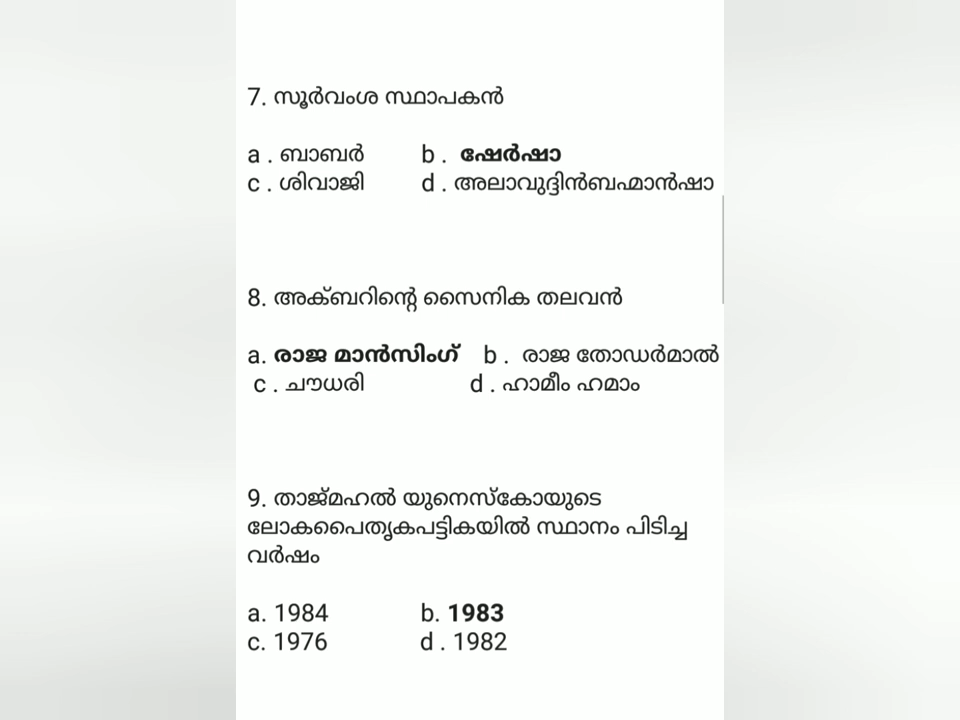 7. സൂർവംശ സ്ഥാപകൻ
a . ബാബർ b . ഷേർഷാ
c . ശിവാജി d . അലാവുദ്ദിൻബഹ്മാൻഷാ
8. അക്ബറിന്റെ സൈനിക തലവൻ
a. രാജ മാൻസിംഗ് b . രാജ തോഡർമാൽ
c . ചൗധരി d . ഹാമീം ഹമാം
9. താജ്മഹൽ യുനെസ്കോയുടെ
ലോകപൈതൃകപട്ടികയിൽ സ്ഥാനം പിടിച്ച
വർഷം
a. 1984 b. 1983
c. 1976 d . 1982